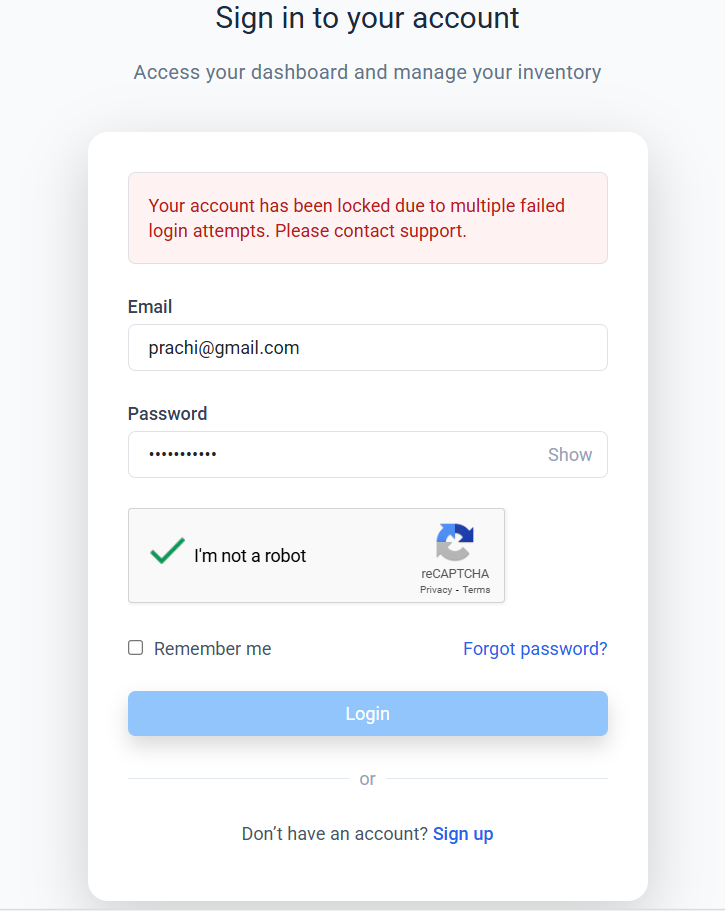 Sign in to your account
Access your dashboard and manage your inventory
Your account has been locked due to multiple failed
login attempts. Please contact support.
Email
prachi@gmail.com
Password
•••••••••••
Show
I'm not a robot
reCAPTCHA
Privacy - Terms
Remember me
Forgot password?
Login
or
Don’t have an account? Sign up